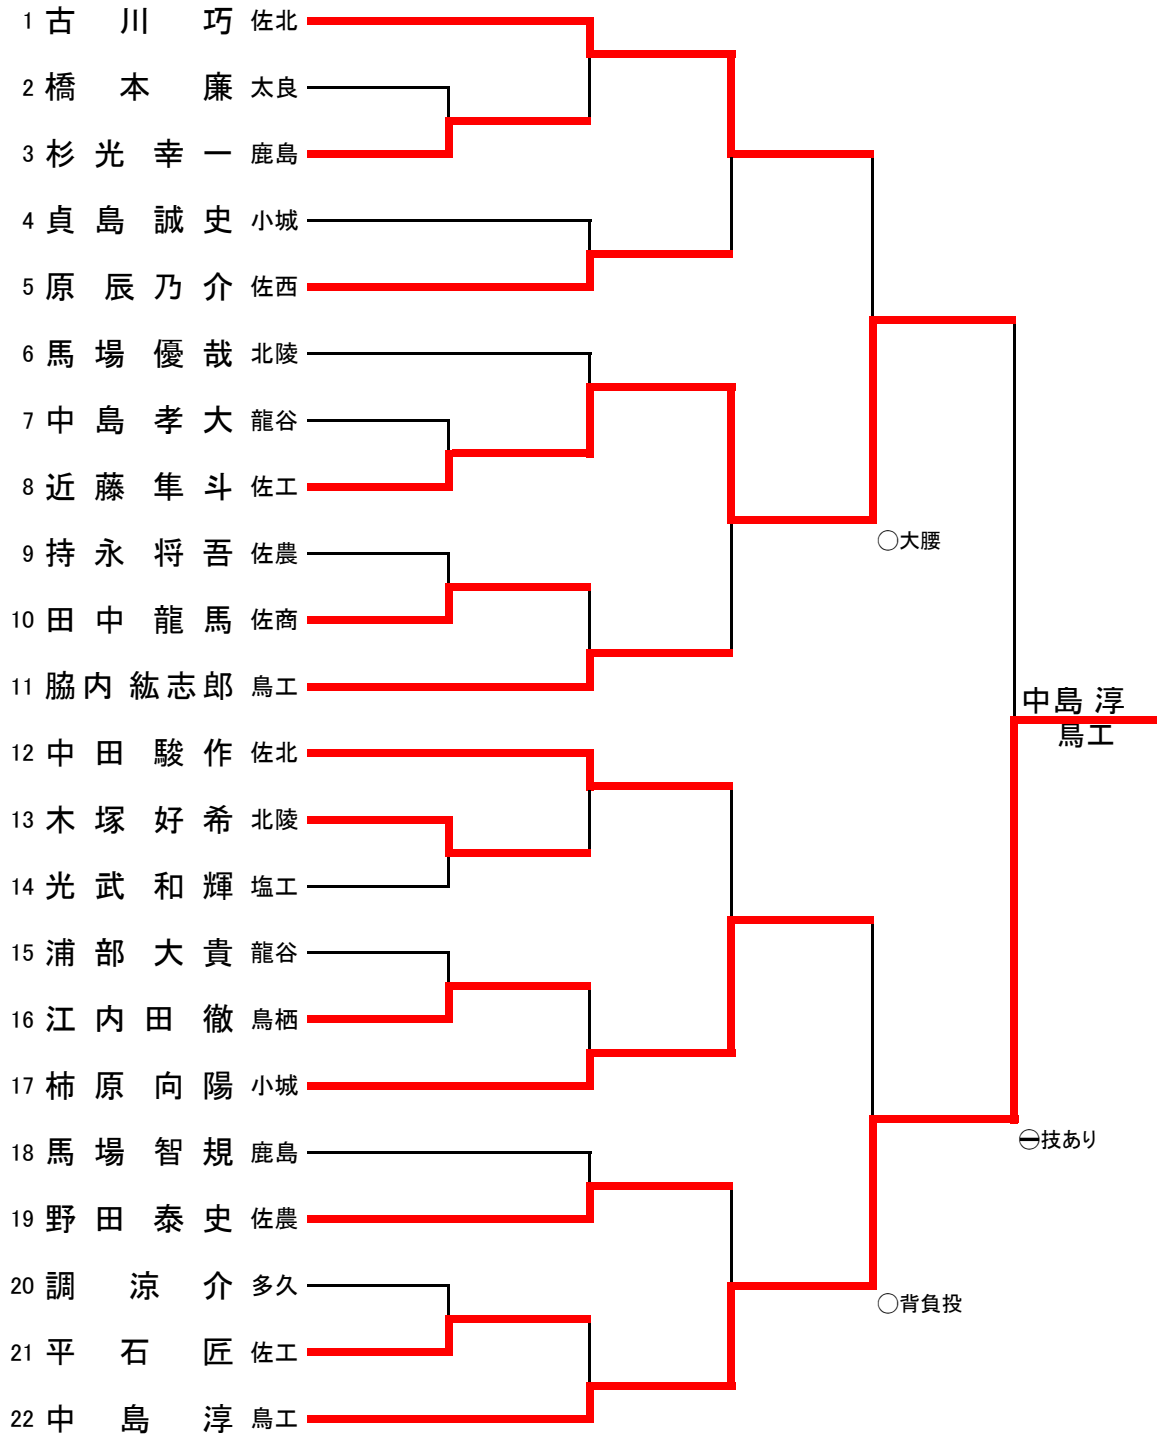 1 古川巧 佐北
2 橋本廉 太良
3 杉光幸一 鹿島
4 貞島誠史 小城
5 原辰乃介 佐西
6 馬場優哉 北陵
7 中島孝大 龍谷
8 近藤隼斗 佐工
9 持永将吾 佐農
○大腰
10 田中龍馬 佐商
11 脇内紘志郎 鳥工
中島 淳
鳥工
12 中田駿作 佐北
13 木塚好希 北陵
14 光武和輝 塩工
15 浦部大貴 龍谷
16 江内田徹 鳥栖
17 柿原向陽 小城
18 馬場智規 鹿島
⊖技あり
19 野田泰史 佐農
20 調涼介 多久
○背負投
21 平石匠 佐工
22 中島淳 鳥工